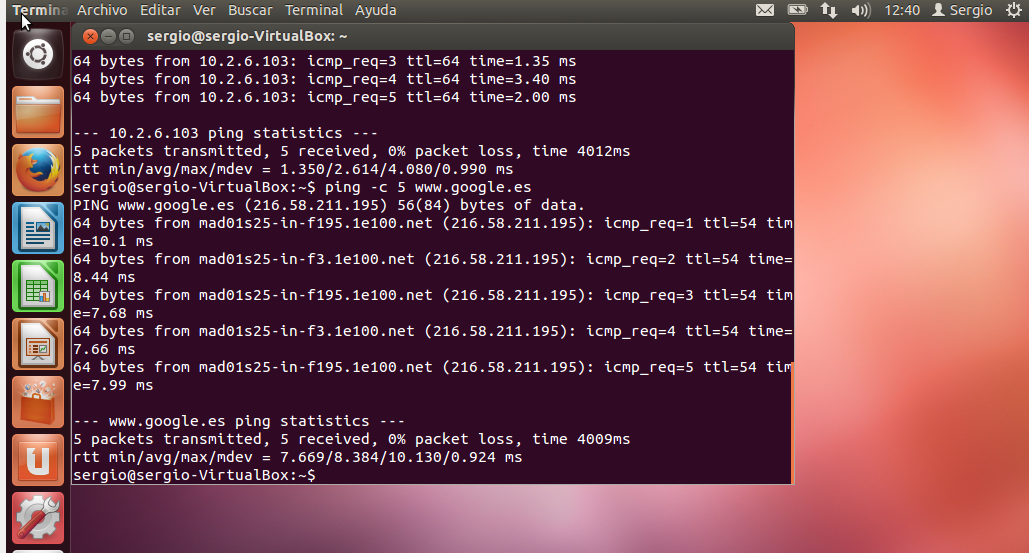 Termina Archivo Editar Ver Buscar Terminal Ayuda 12:40 Sergio
sergio@sergio-VirtualBox: ~
64 bytes from 10.2.6.103: icmp_req=3 ttl=64 time=1.35 ms
64 bytes from 10.2.6.103: icmp_req=4 ttl=64 time=3.40 ms
64 bytes from 10.2.6.103: icmp_req=5 ttl=64 time=2.00 ms
--- 10.2.6.103 ping statistics ---
5 packets transmitted, 5 received, 0% packet loss, time 4012ms
rtt min/avg/max/mdev = 1.350/2.614/4.080/0.990 ms
sergio@sergio-VirtualBox:~$ ping -c 5 www.google.es
PING www.google.es (216.58.211.195) 56(84) bytes of data.
64 bytes from mad01s25-in-f195.1e100.net (216.58.211.195): icmp_req=1 ttl=54 tim
e=10.1 ms
64 bytes from mad01s25-in-f3.1e100.net (216.58.211.195): icmp_req=2 ttl=54 time=
8.44 ms
64 bytes from mad01s25-in-f195.1e100.net (216.58.211.195): icmp_req=3 ttl=54 tim
e=7.68 ms
64 bytes from mad01s25-in-f3.1e100.net (216.58.211.195): icmp_req=4 ttl=54 time=
7.66 ms
64 bytes from mad01s25-in-f195.1e100.net (216.58.211.195): icmp_req=5 ttl=54 tim
e=7.99 ms
--- www.google.es ping statistics ---
5 packets transmitted, 5 received, 0% packet loss, time 4009ms
rtt min/avg/max/mdev = 7.669/8.384/10.130/0.924 ms
sergio@sergio-VirtualBox:~$